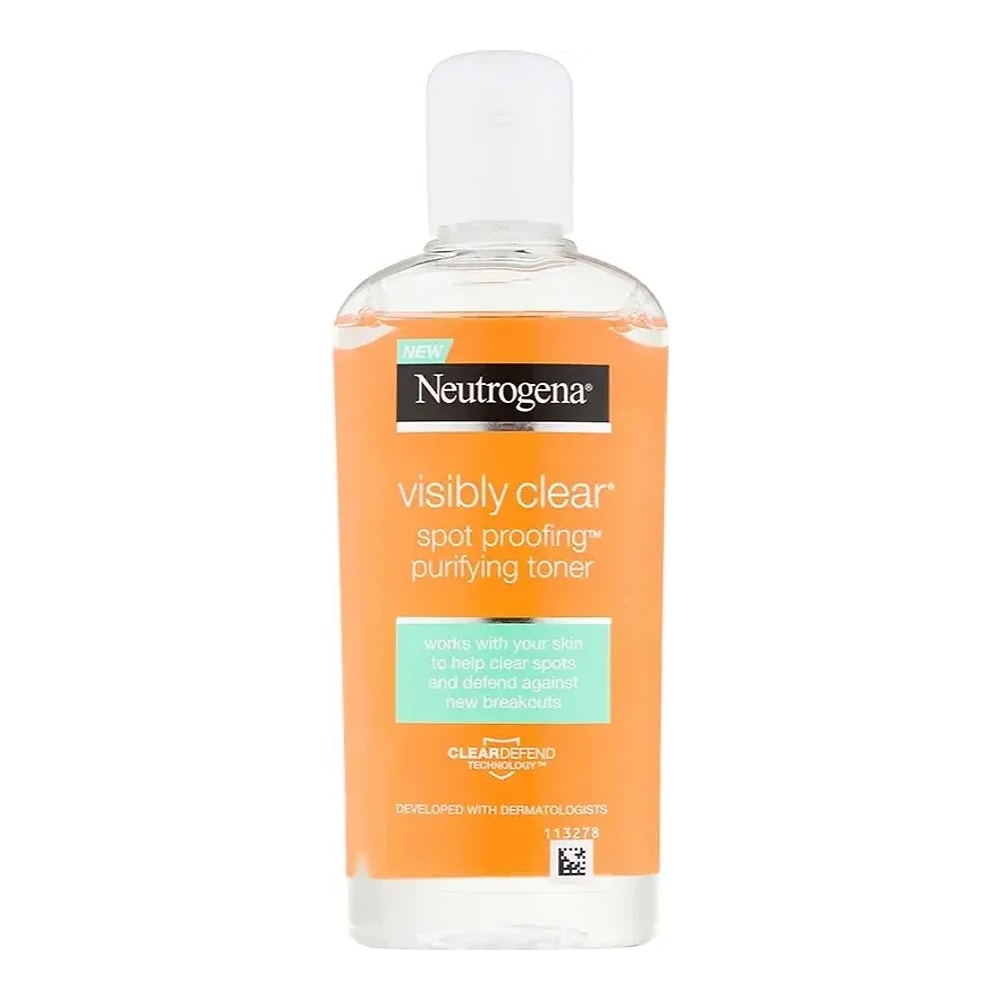 NEW
Neutrogena®
visibly clear®
spot proofing™
purifying toner
works with your skin
to help clear spots
and defend against
new breakouts
CLEARDEFEND
TECHNOLOGY™
DEVELOPED WITH DERMATOLOGISTS
113278